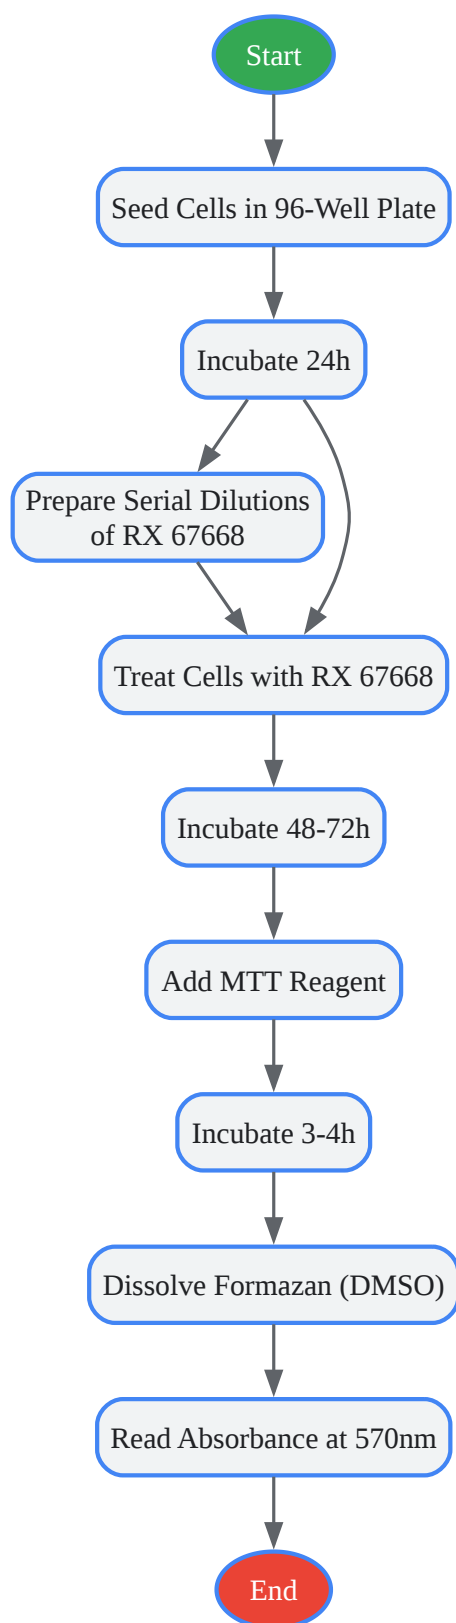 Start
Seed Cells in 96-Well Plate
Incubate 24h
Prepare Serial Dilutions
of RX 67668
Treat Cells with RX 67668
Incubate 48-72h
Add MTT Reagent
Incubate 3-4h
Dissolve Formazan (DMSO)
Read Absorbance at 570nm
End